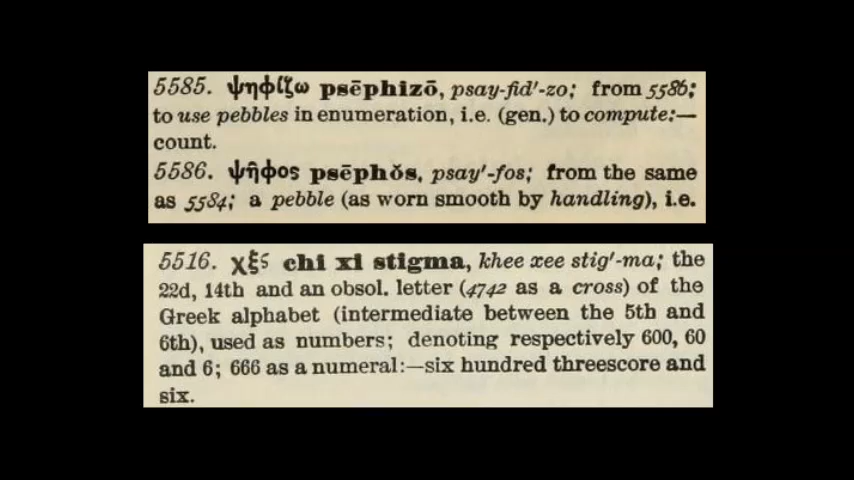 5585. ψηφίζω psēphizō, psay-fid'-zo; from 5586;
to use pebbles in enumeration, i.e. (gen.) to compute:—
count.
5586. ψῆφος psēphŏs, psay'-fos; from the same
as 5584; a pebble (as worn smooth by handling), i.e.
5516. χξς chi xi stigma, khee xee stig'-ma; the
22d, 14th and an obsol. letter (4742 as a cross) of the
Greek alphabet (intermediate between the 5th and
6th), used as numbers; denoting respectively 600, 60
and 6; 666 as a numeral:—six hundred threescore and
six.